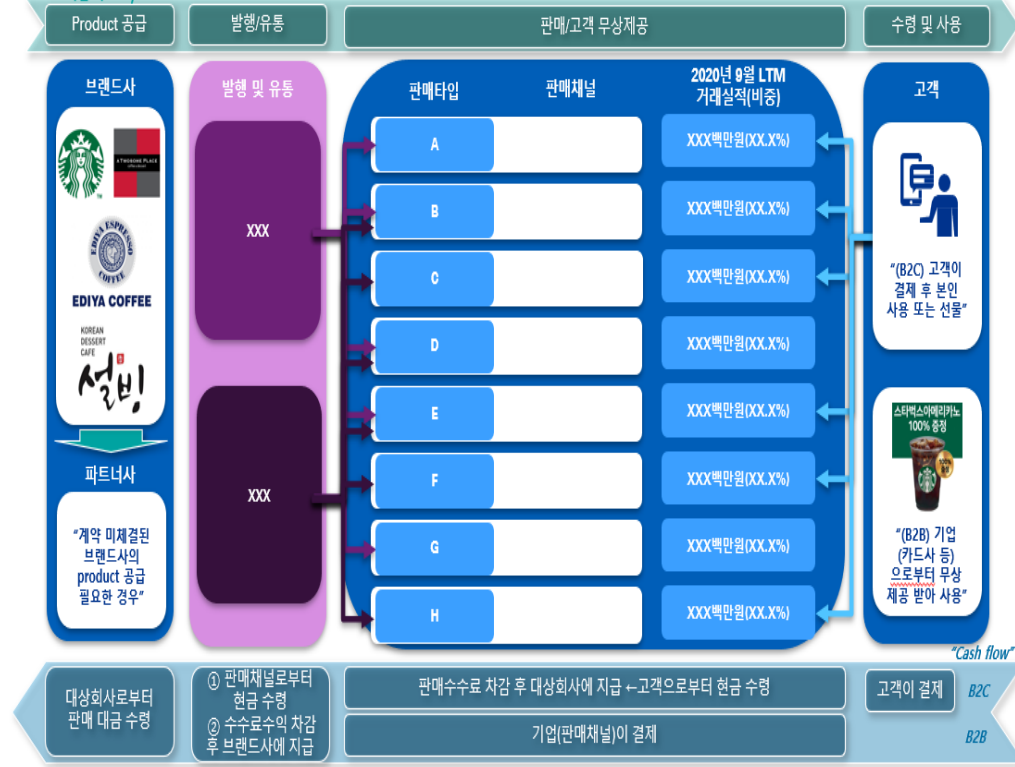 Product 공급
발행/유통
판매/고객 무상제공
수령 및 사용
브랜드사
A TWOSOME PLACE
EDIYA ESPRESSO
COFFEE
EDIYA COFFEE
KOREAN
DESSERT
CAFE
설빙
파트너사
“계약 미체결된
브랜드사의
product 공급
필요한 경우”
발행 및 유통
XXX
XXX
판매타입
판매채널
2020년 9월 LTM
거래실적(비중)
A
XXX백만원(XX.X%)
B
XXX백만원(XX.X%)
C
XXX백만원(XX.X%)
D
XXX백만원(XX.X%)
E
XXX백만원(XX.X%)
F
XXX백만원(XX.X%)
G
XXX백만원(XX.X%)
H
XXX백만원(XX.X%)
고객
“(B2C) 고객이
결제 후 본인
사용 또는 선물”
스타벅스아메리카노
100% 증정
100%
“(B2B) 기업
(카드사 등)
으로부터 무상
제공 받아 사용”
“Cash flow”
대상회사로부터
판매 대금 수령
① 판매채널로부터
현금 수령
② 수수료수익 차감
후 브랜드사에 지급
판매수수료 차감 후 대상회사에 지급 ←고객으로부터 현금 수령
기업(판매채널)이 결제
고객이 결제
B2C
B2B